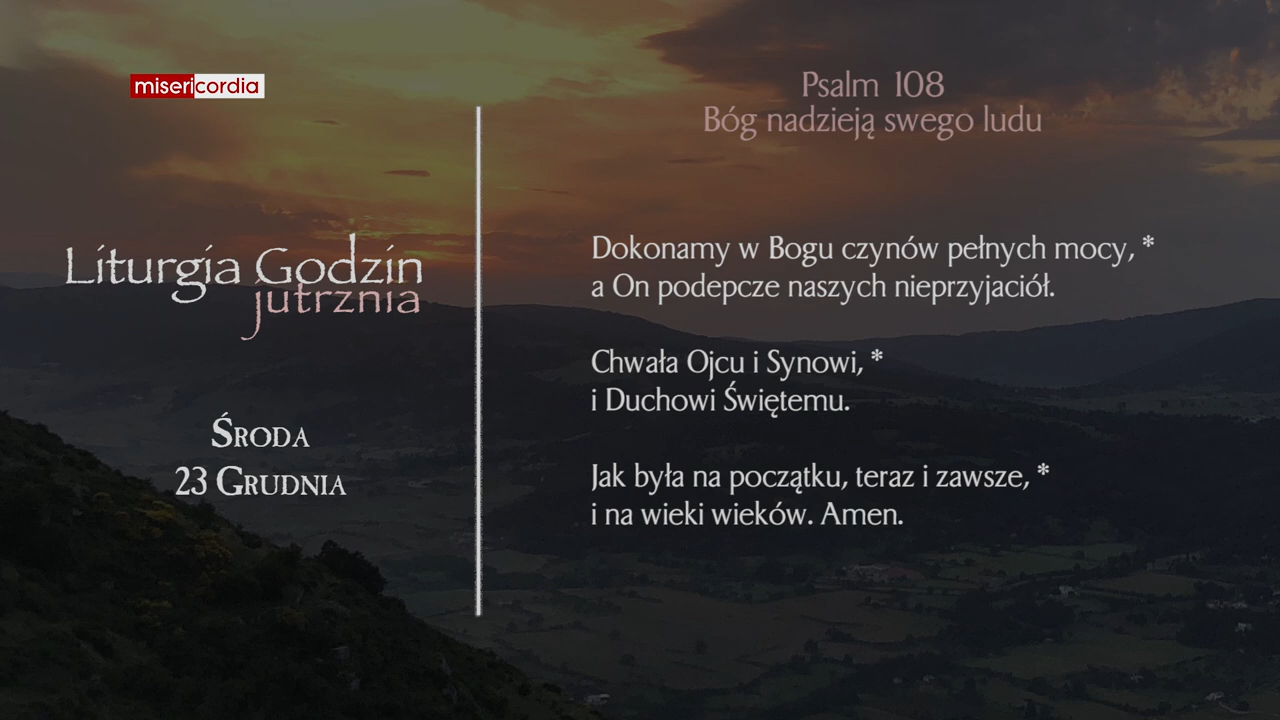 misericordia
Liturgia Godzin
jutrznia
Środa
23 Grudnia
Psalm 108
Bóg nadzieją swego ludu
Dokonamy w Bogu czynów pełnych mocy, *
a On podepcze naszych nieprzyjaciół.
Chwała Ojcu i Synowi, *
i Duchowi Świętemu.
Jak była na początku, teraz i zawsze, *
i na wieki wieków. Amen.